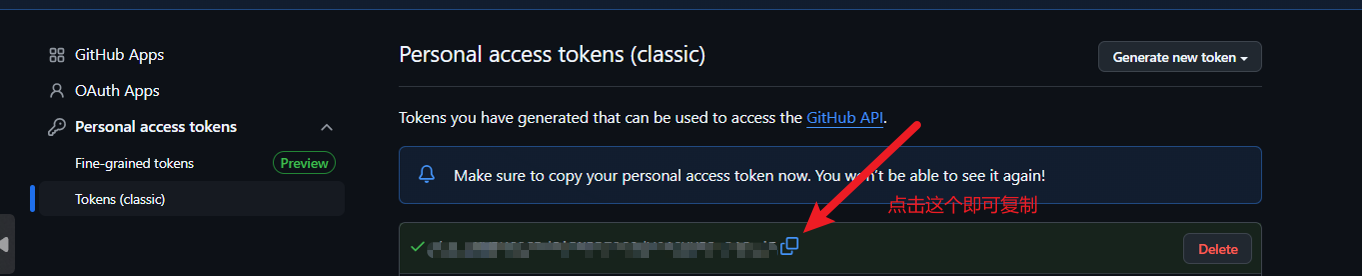 GitHub Apps
OAuth Apps
Personal access tokens
Fine-grained tokens Preview
Tokens (classic)
Personal access tokens (classic)
Generate new token
Tokens you have generated that can be used to access the GitHub API.
Make sure to copy your personal access token now. You won't be able to see it again!
点击这个即可复制
Delete